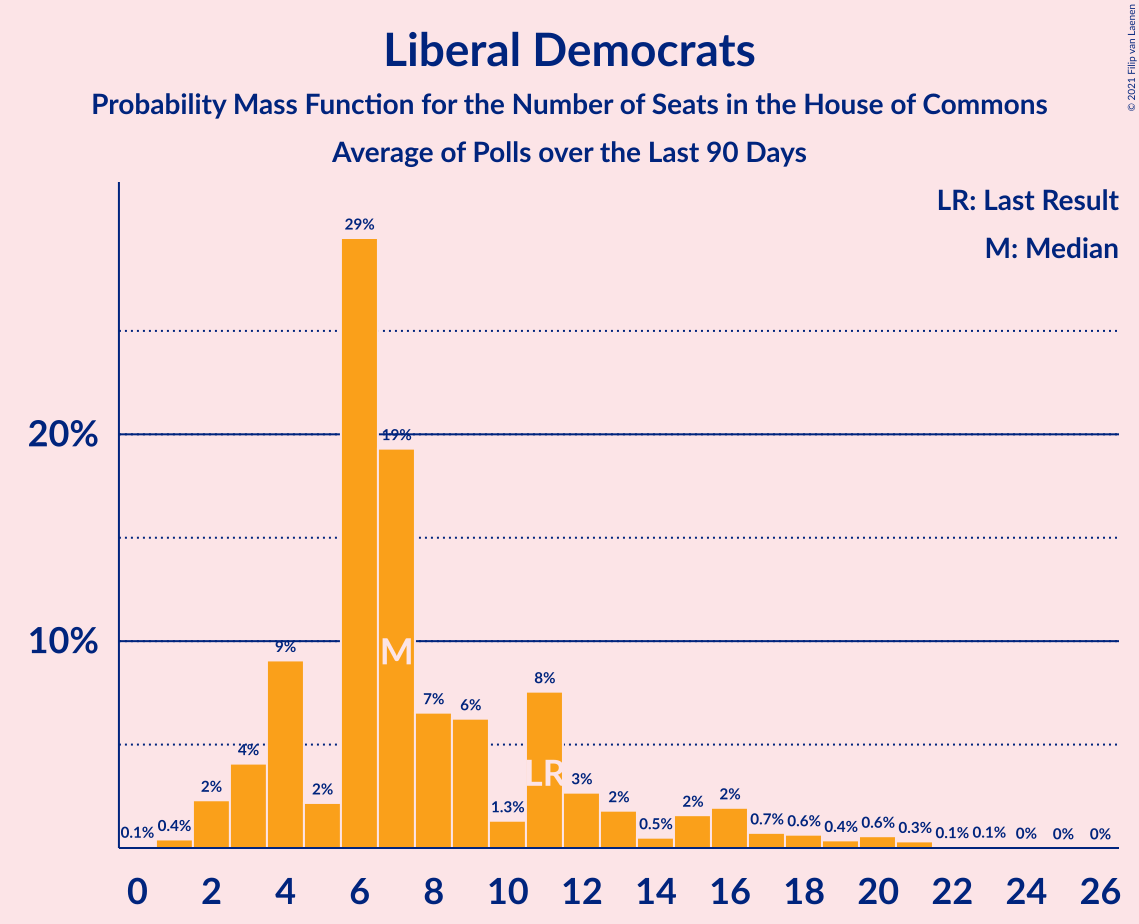 Liberal Democrats
Probability Mass Function for the Number of Seats in the House of Commons
Average of Polls over the Last 90 Days
© 2021 Filip van Laenen
LR: Last Result
M: Median
20%
10%
0.1% 0.4% 2% 4% 9% 2% 29% 19% 7% 6% 1.3% 8% 3% 2% 0.5% 2% 2% 0.7% 0.6% 0.4% 0.6% 0.3% 0.1% 0.1% 0% 0% 0%
M
LR
0 2 4 6 8 10 12 14 16 18 20 22 24 26